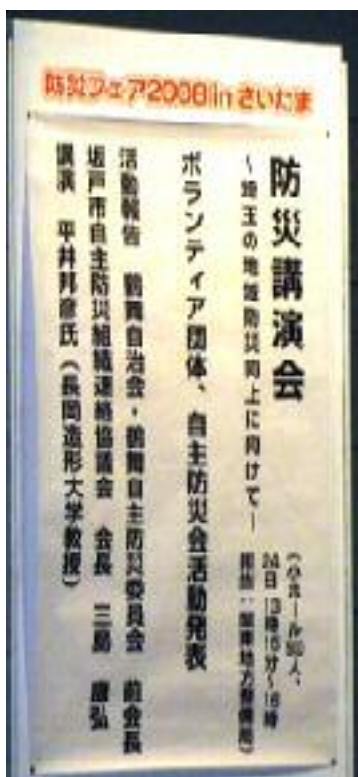 防災フェア2008in さいたま
防災講演会
～埼玉の地域防災向上に向けて～
(小ホール 80人、
24日 13時15分～16時
関東地方整備局)
ボランティア団体、自主防災会活動発表
活動報告 鶴舞自治会・鶴舞自主防災委員会 前会長
坂戸市自主防災組織連絡協議会 会長 三島 弘
講演 平井邦彦氏(長岡造形大学教授)